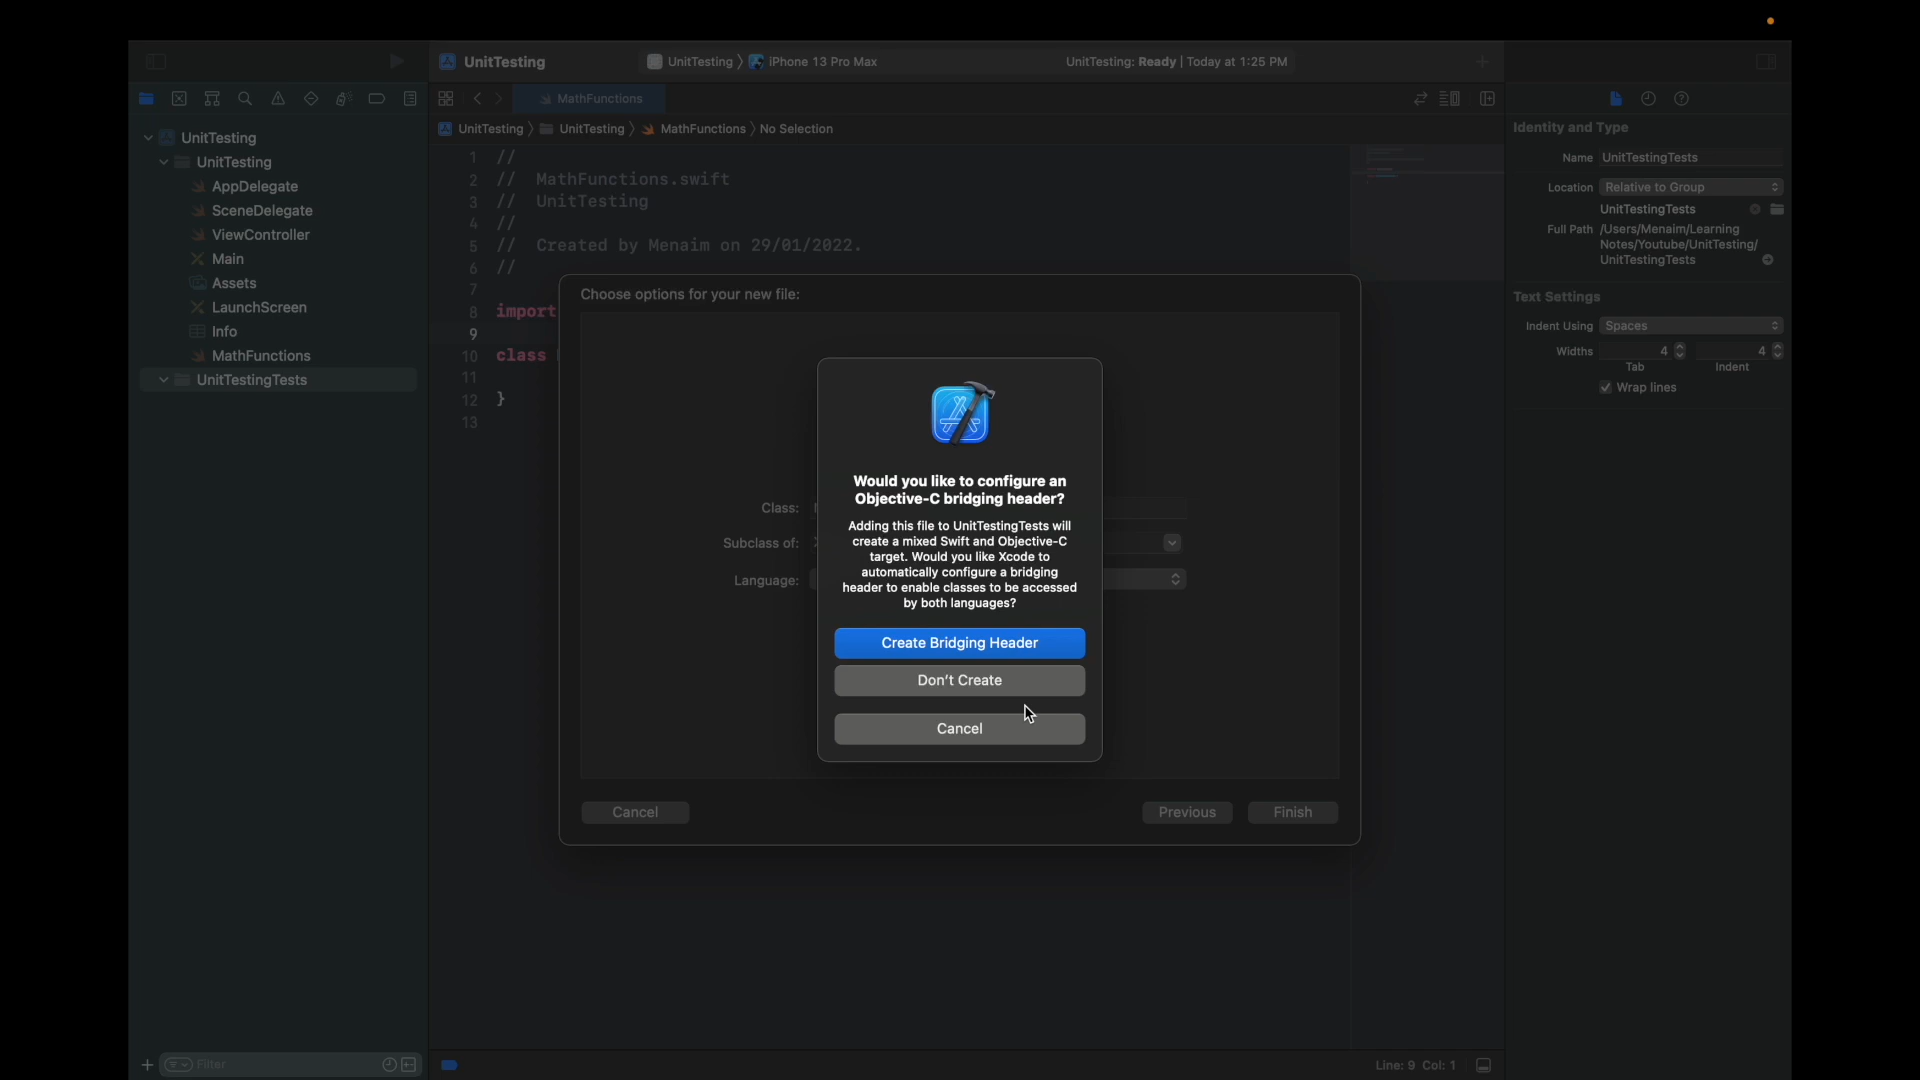 UnitTesting
UnitTesting
iPhone 13 Pro Max
UnitTesting: Ready | Today at 1:25 PM
MathFunctions
UnitTesting
UnitTesting
MathFunctions
No Selection
UnitTesting
UnitTesting
AppDelegate
SceneDelegate
ViewController
Main
Assets
LaunchScreen
Info
MathFunctions
UnitTestingTests
Filter
1 //
2 // MathFunctions.swift
3 // UnitTesting
4 //
5 // Created by Menaim on 29/01/2022.
6 //
7
8 import
9
10 class
11
12 }
13
Choose options for your new file:
Class:
Subclass of:
Language:
Cancel
Previous
Finish
Would you like to configure an
Objective-C bridging header?
Adding this file to UnitTestingTests will
create a mixed Swift and Objective-C
target. Would you like Xcode to
automatically configure a bridging
header to enable classes to be accessed
by both languages?
Create Bridging Header
Don't Create
Cancel
Identity and Type
Name UnitTestingTests
Location Relative to Group
UnitTestingTests
Full Path /Users/Menaim/Learning
Notes/Youtube/UnitTesting/
UnitTestingTests
Text Settings
Indent Using Spaces
Widths 4 4
Tab Indent
Wrap lines
Line: 9 Col: 1